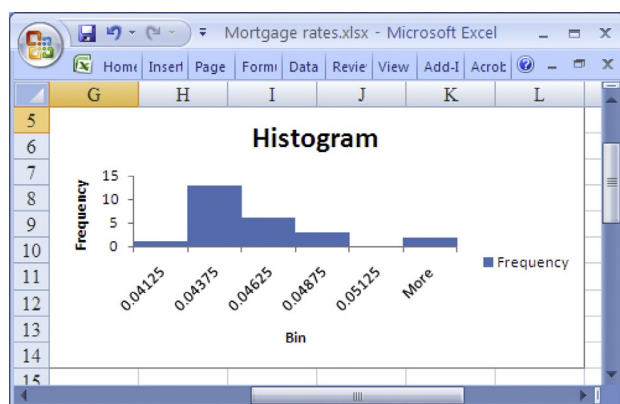 Mortgage rates.xlsx - Microsoft Excel
Home Insert Page Formu Data Revie View Add-I Acrob
G H I J K L
5
6
7
8
9
10
11
12
13
14
15
Histogram
Frequency
15
10
5
0
0.04125 0.04375 0.04625 0.04875 0.05125 More
Bin
Frequency